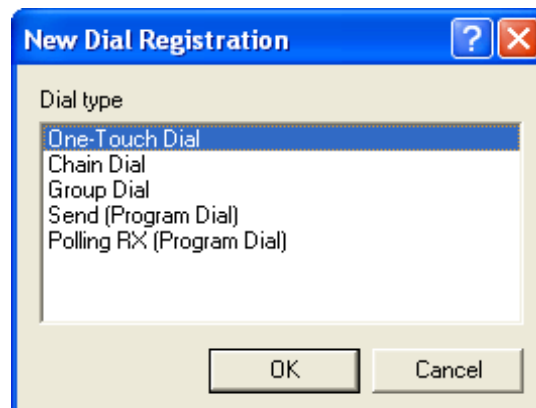 New Dial Registration
Dial type
One-Touch Dial
Chain Dial
Group Dial
Send (Program Dial)
Polling RX (Program Dial)
OK
Cancel